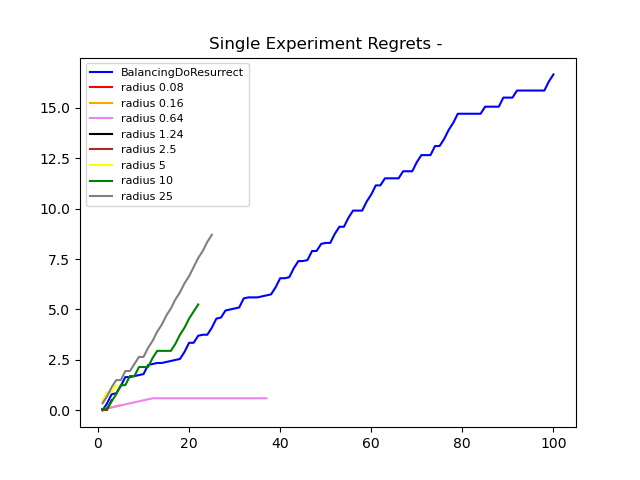 Single Experiment Regrets -
BalancingDoResurrect
radius 0.08
radius 0.16
radius 0.64
radius 1.24
radius 2.5
radius 5
radius 10
radius 25
15.0
12.5
10.0
7.5
5.0
2.5
0.0
0 20 40 60 80 100